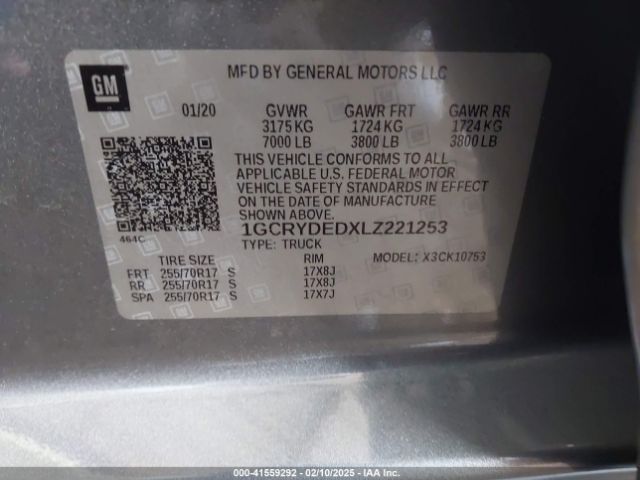 GM
MFD BY GENERAL MOTORS LLC
01/20 GVWR GAWR FRT GAWR RR
3175 KG 1724 KG 1724 KG
7000 LB 3800 LB 3800 LB
THIS VEHICLE CONFORMS TO ALL
APPLICABLE U.S. FEDERAL MOTOR
VEHICLE SAFETY STANDARDS IN EFFECT
ON THE DATE OF MANUFACTURE
SHOWN ABOVE.
464C 1GCRYDEDXLZ221253
TYPE: TRUCK
TIRE SIZE RIM MODEL: X3CK10753
FRT 255/70R17 S 17X8J
RR 255/70R17 S 17X8J
SPA 255/70R17 S 17X7J
000-41559292 — 02/10/2025 — IAAI.COM